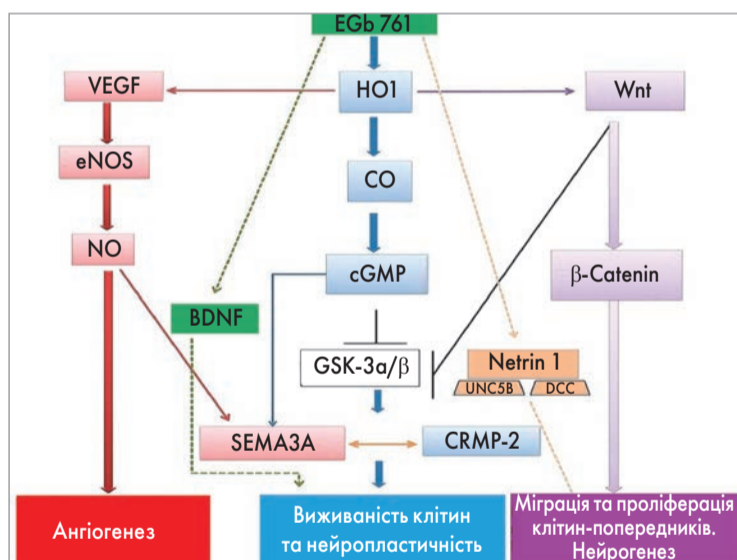 EGb 761
VEGF
HO1
Wnt
eNOS
CO
NO
cGMP
β-Catenin
BDNF
GSK-3a/β
Netrin 1
UNC5B
DCC
SEMA3A
CRMP-2
Ангіогенез
Виживаність клітин
та нейропластичність
Міграція та проліферація
клітин-попередників.
Нейрогенез